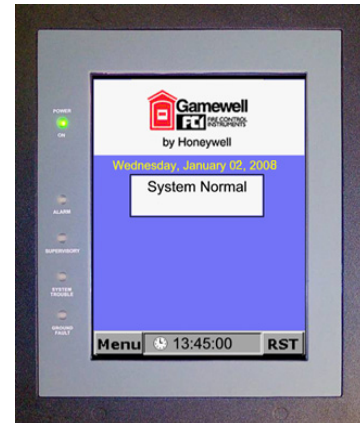 POWER
ON
ALARM
SUPERVISORY
SYSTEM
TROUBLE
GROUND
FAULT
Gamewell
FCI FIRE CONTROL
INSTRUMENTS
by Honeywell
Wednesday, January 02, 2008
System Normal
Menu 13:45:00 RST